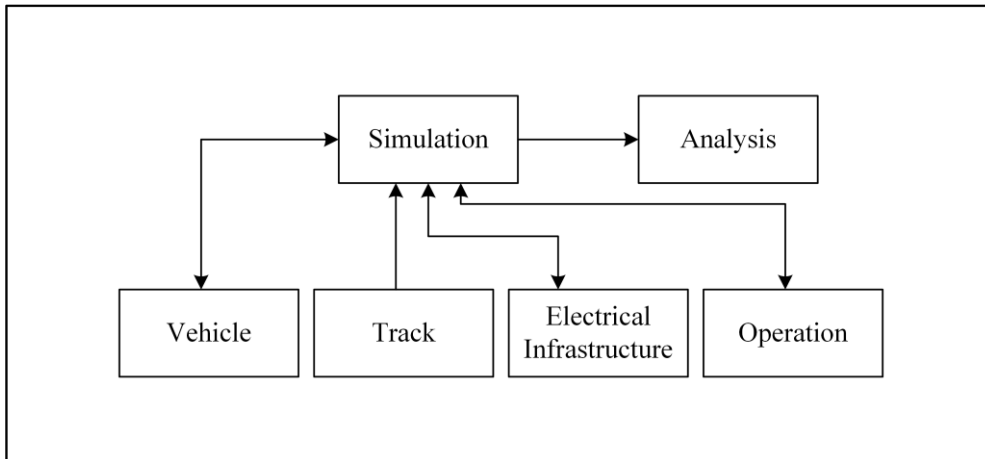 Simulation
Analysis
Vehicle
Track
Electrical
Infrastructure
Operation